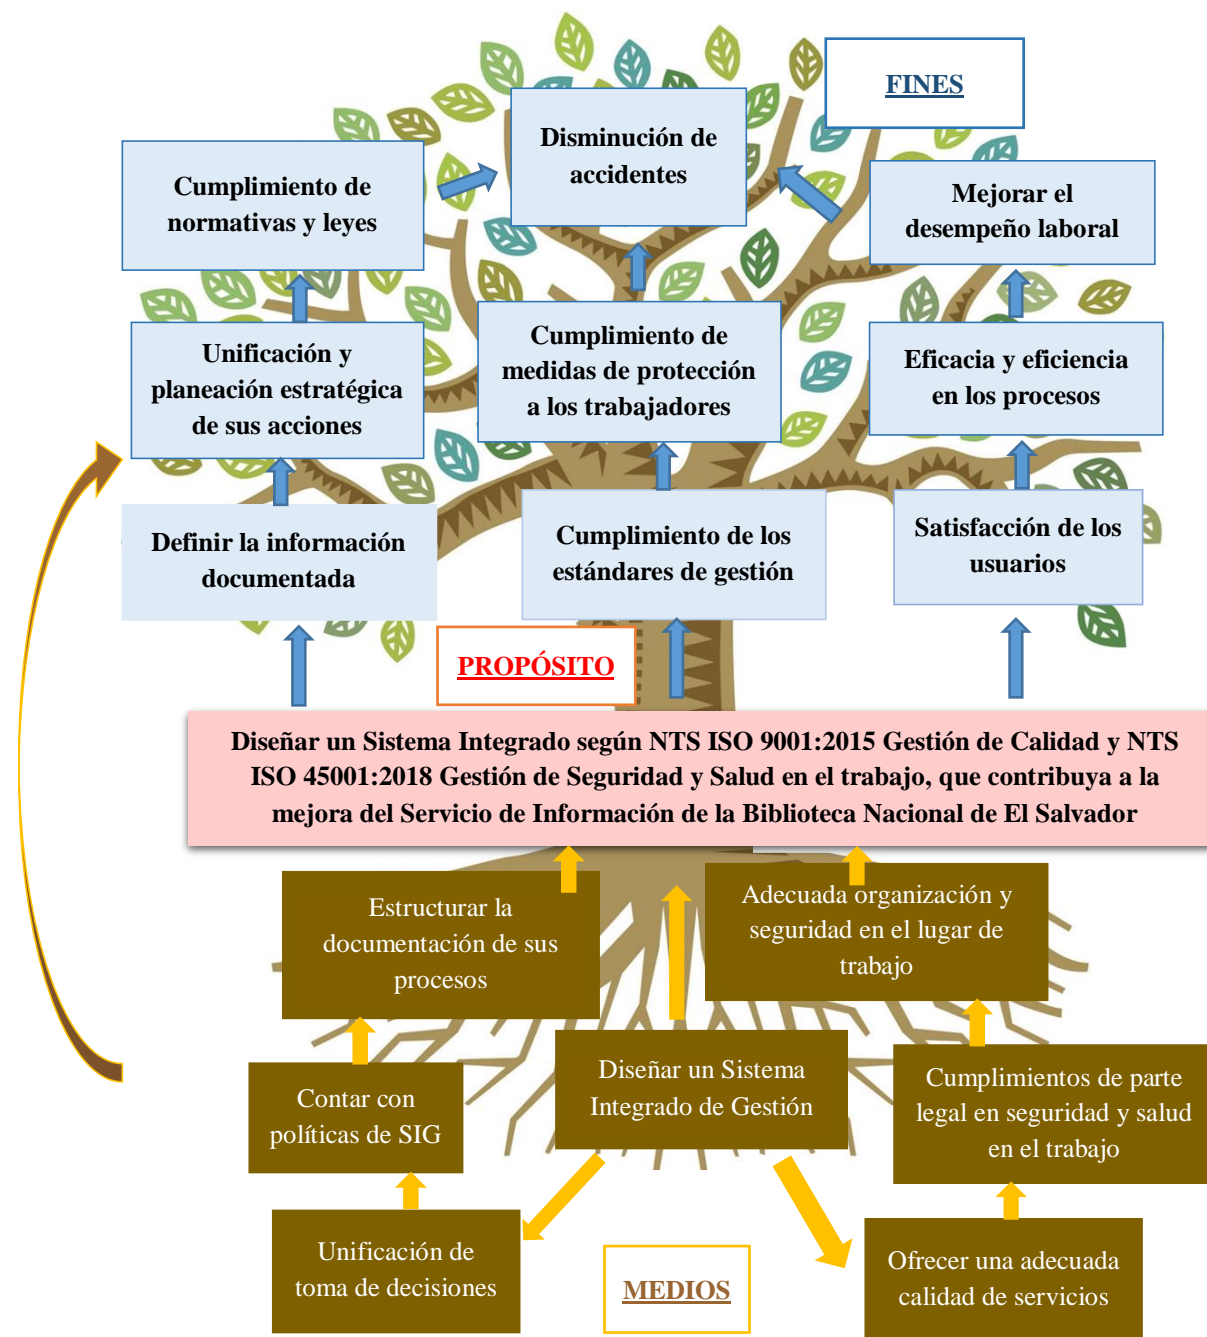 FINES
Disminución de
accidentes
Cumplimiento de
normativas y leyes
Mejorar el
desempeño laboral
Unificación y
planeación estratégica
de sus acciones
Cumplimiento de
medidas de protección
a los trabajadores
Eficacia y eficiencia
en los procesos
Definir la información
documentada
Cumplimiento de los
estándares de gestión
Satisfacción de los
usuarios
PROPÓSITO
Diseñar un Sistema Integrado según NTS ISO 9001:2015 Gestión de Calidad y NTS
ISO 45001:2018 Gestión de Seguridad y Salud en el trabajo, que contribuya a la
mejora del Servicio de Información de la Biblioteca Nacional de El Salvador
Estructurar la
documentación de sus
procesos
Adecuada organización y
seguridad en el lugar de
trabajo
Contar con
políticas de SIG
Diseñar un Sistema
Integrado de Gestión
Cumplimientos de parte
legal en seguridad y salud
en el trabajo
Unificación de
toma de decisiones
MEDIOS
Ofrecer una adecuada
calidad de servicios